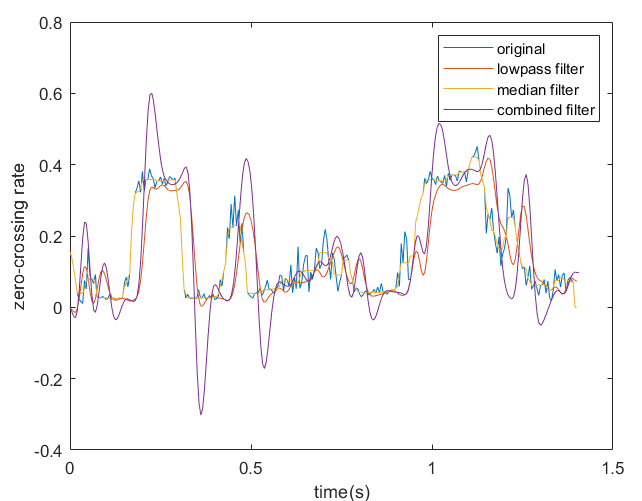 0.8
0.6
0.4
0.2
0
-0.2
-0.4
zero-crossing rate
original
lowpass filter
median filter
combined filter
0
0.5
1
1.5
time(s)